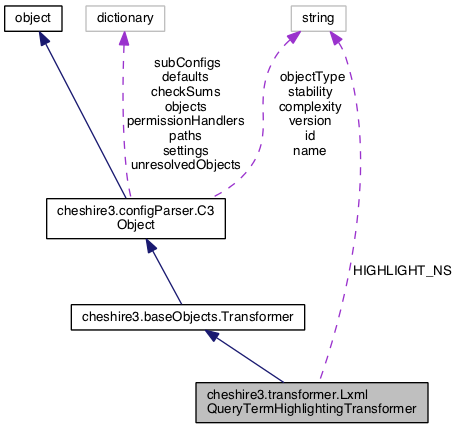 object
dictionary
string
subConfigs
defaults
checkSums
objects
permissionHandlers
paths
settings
unresolvedObjects
objectType
stability
complexity
version
id
name
cheshire3.configParser.C3
Object
HIGHLIGHT_NS
cheshire3.baseObjects.Transformer
cheshire3.transformer.Lxml
QueryTermHighlightingTransformer